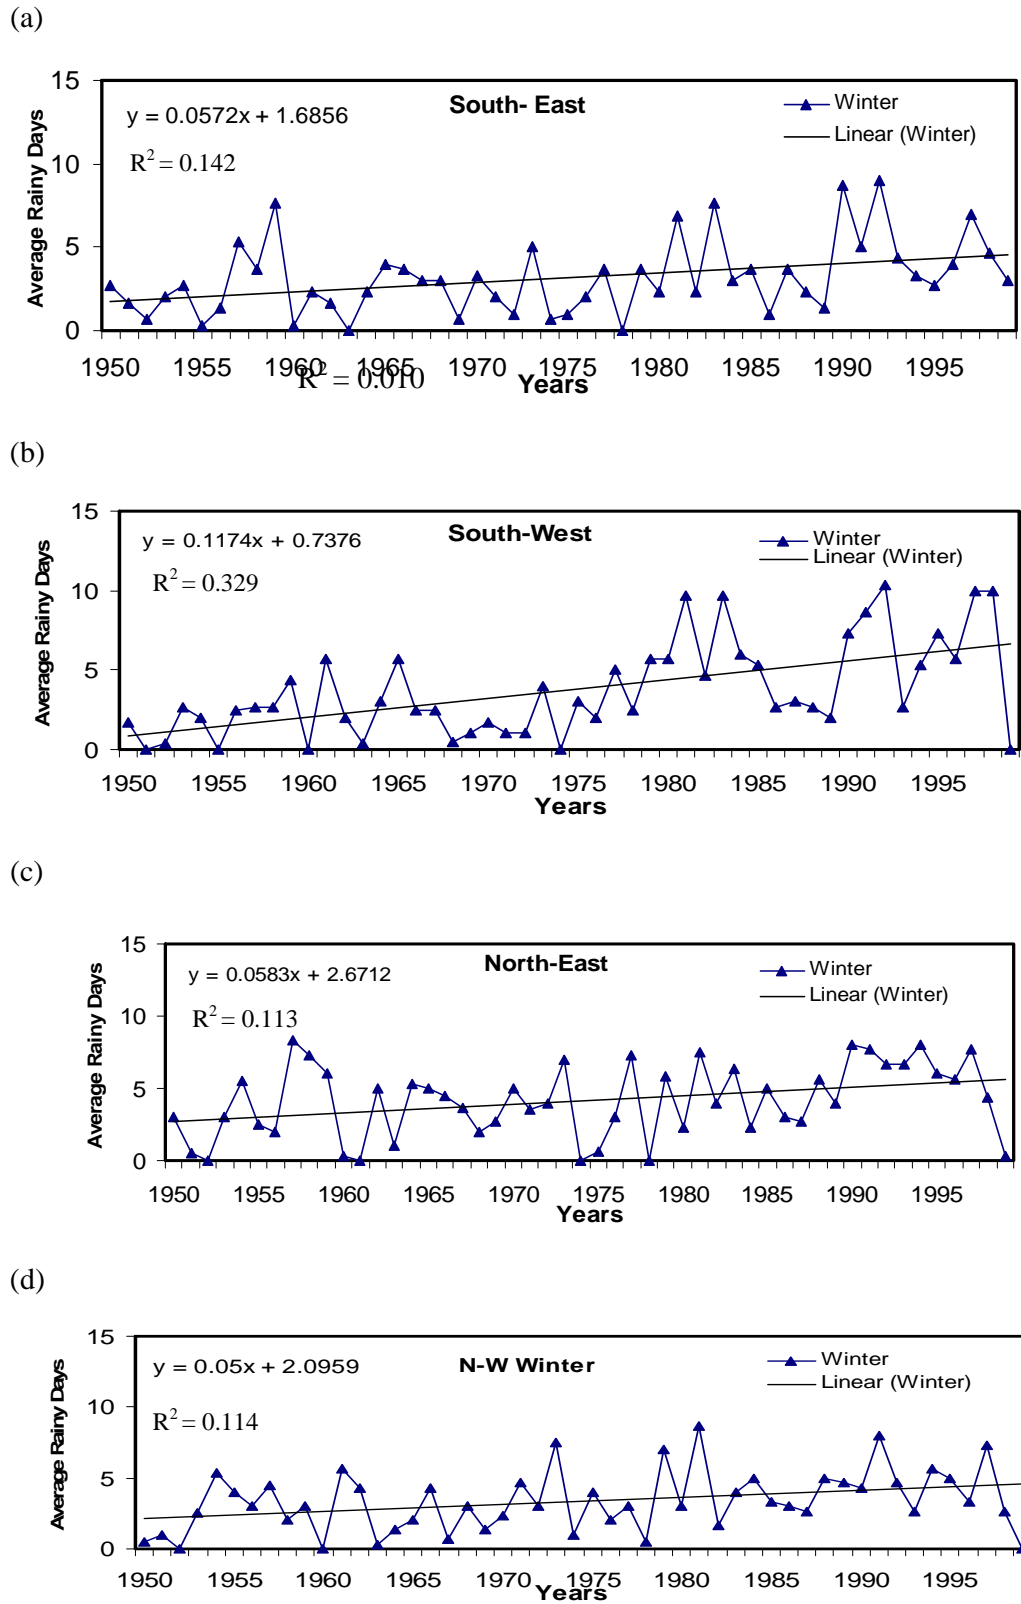 (a)
15
10
5
0
Average Rainy Days
y = 0.0572x + 1.6856
R² = 0.142
South- East
Winter
Linear (Winter)
1950 1955 1960 1965 1970 1975 1980 1985 1990 1995
R² = 0.010
Years
(b)
15
10
5
0
Average Rainy Days
y = 0.1174x + 0.7376
R² = 0.329
South-West
Winter
Linear (Winter)
1950 1955 1960 1965 1970 1975 1980 1985 1990 1995
Years
(c)
15
10
5
0
Average Rainy Days
y = 0.0583x + 2.6712
R² = 0.113
North-East
Winter
Linear (Winter)
1950 1955 1960 1965 1970 1975 1980 1985 1990 1995
Years
(d)
15
10
5
0
Average Rainy Days
y = 0.05x + 2.0959
R² = 0.114
N-W Winter
Winter
Linear (Winter)
1950 1955 1960 1965 1970 1975 1980 1985 1990 1995
Years